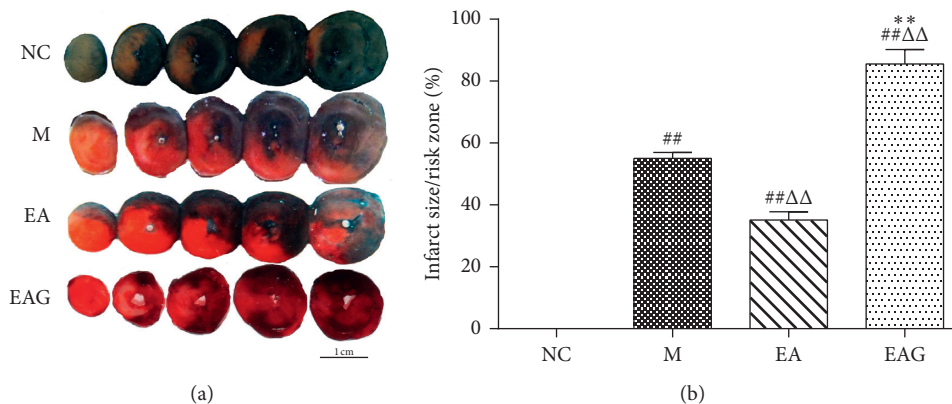 NC
M
EA
EAG
1 cm
(a)
Infarct size/risk zone (%)
100
80
60
40
20
0
##
##ΔΔ
**
##ΔΔ
NC
M
EA
EAG
(b)